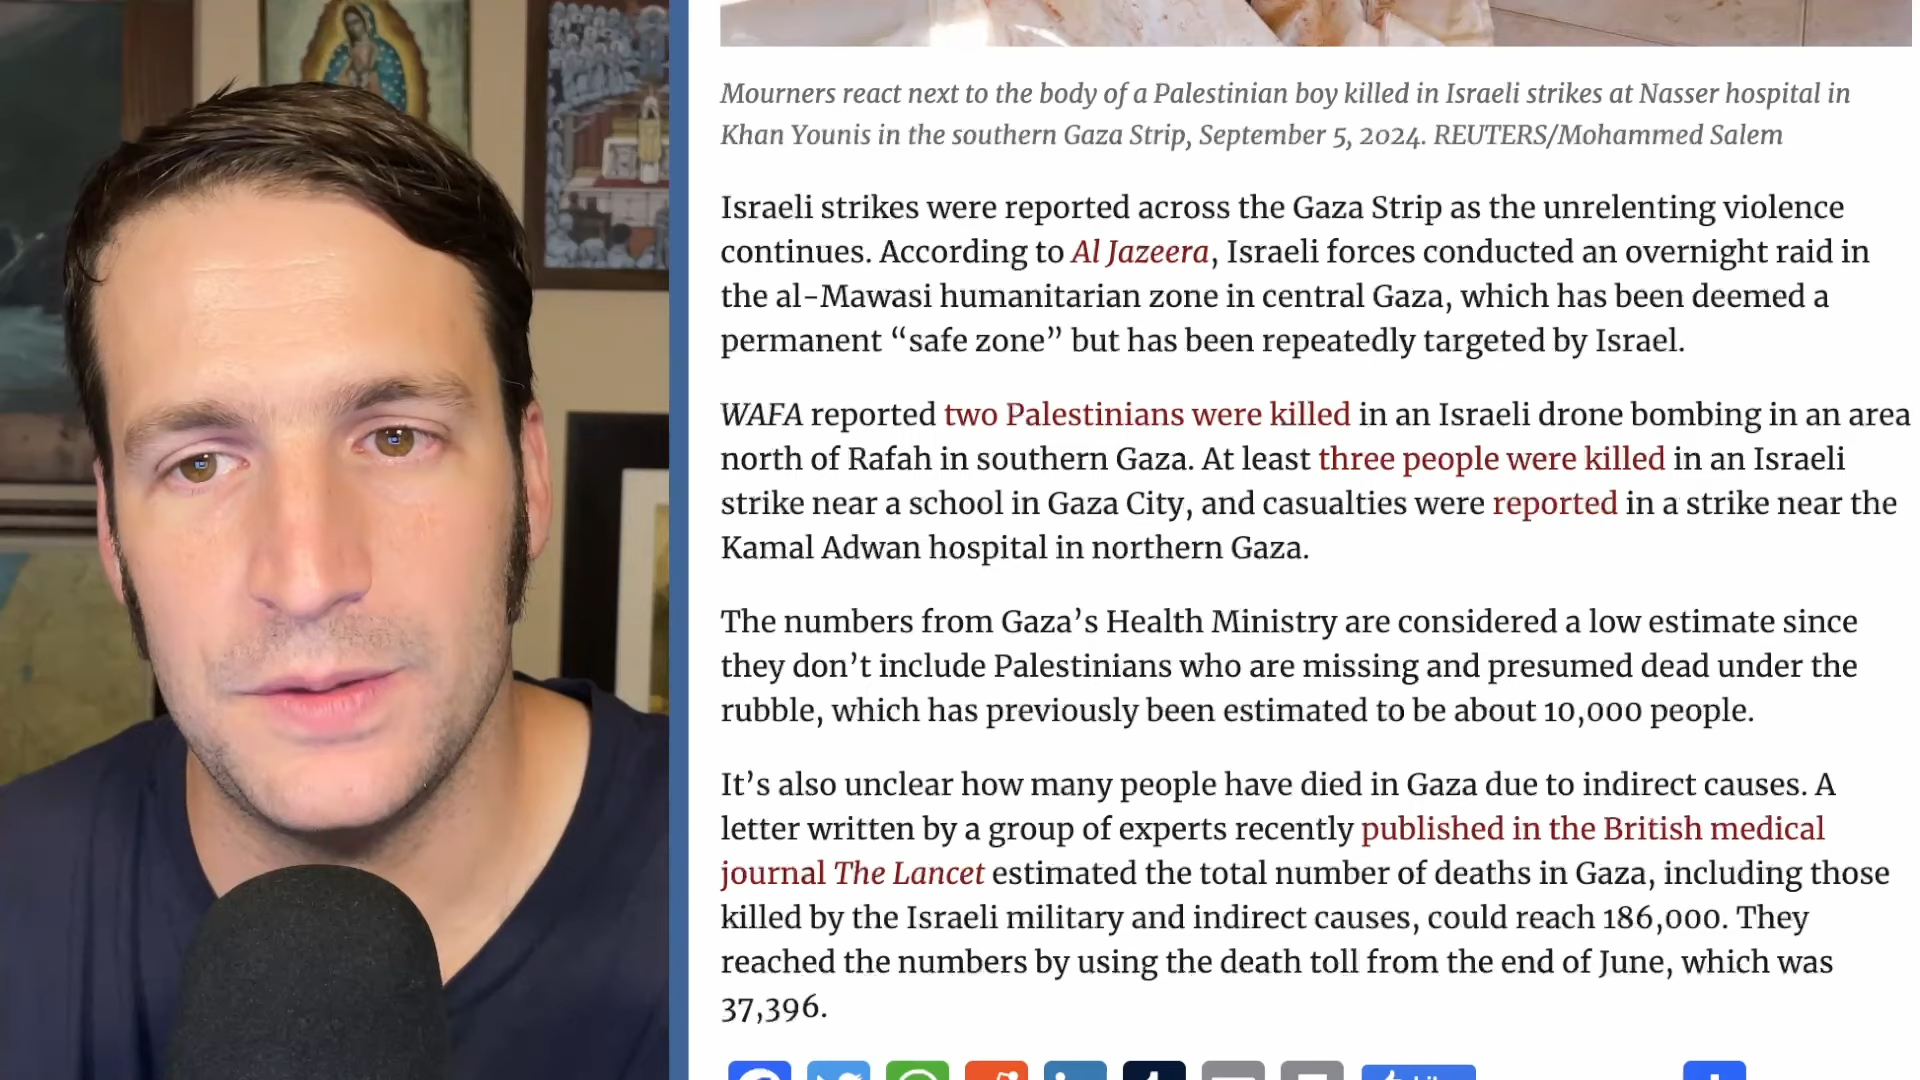 Mourners react next to the body of a Palestinian boy killed in Israeli strikes at Nasser hospital in
Khan Younis in the southern Gaza Strip, September 5, 2024. REUTERS/Mohammed Salem
Israeli strikes were reported across the Gaza Strip as the unrelenting violence
continues. According to Al Jazeera, Israeli forces conducted an overnight raid in
the al-Mawasi humanitarian zone in central Gaza, which has been deemed a
permanent “safe zone” but has been repeatedly targeted by Israel.
WAFA reported two Palestinians were killed in an Israeli drone bombing in an area
north of Rafah in southern Gaza. At least three people were killed in an Israeli
strike near a school in Gaza City, and casualties were reported in a strike near the
Kamal Adwan hospital in northern Gaza.
The numbers from Gaza’s Health Ministry are considered a low estimate since
they don’t include Palestinians who are missing and presumed dead under the
rubble, which has previously been estimated to be about 10,000 people.
It’s also unclear how many people have died in Gaza due to indirect causes. A
letter written by a group of experts recently published in the British medical
journal The Lancet estimated the total number of deaths in Gaza, including those
killed by the Israeli military and indirect causes, could reach 186,000. They
reached the numbers by using the death toll from the end of June, which was
37,396.